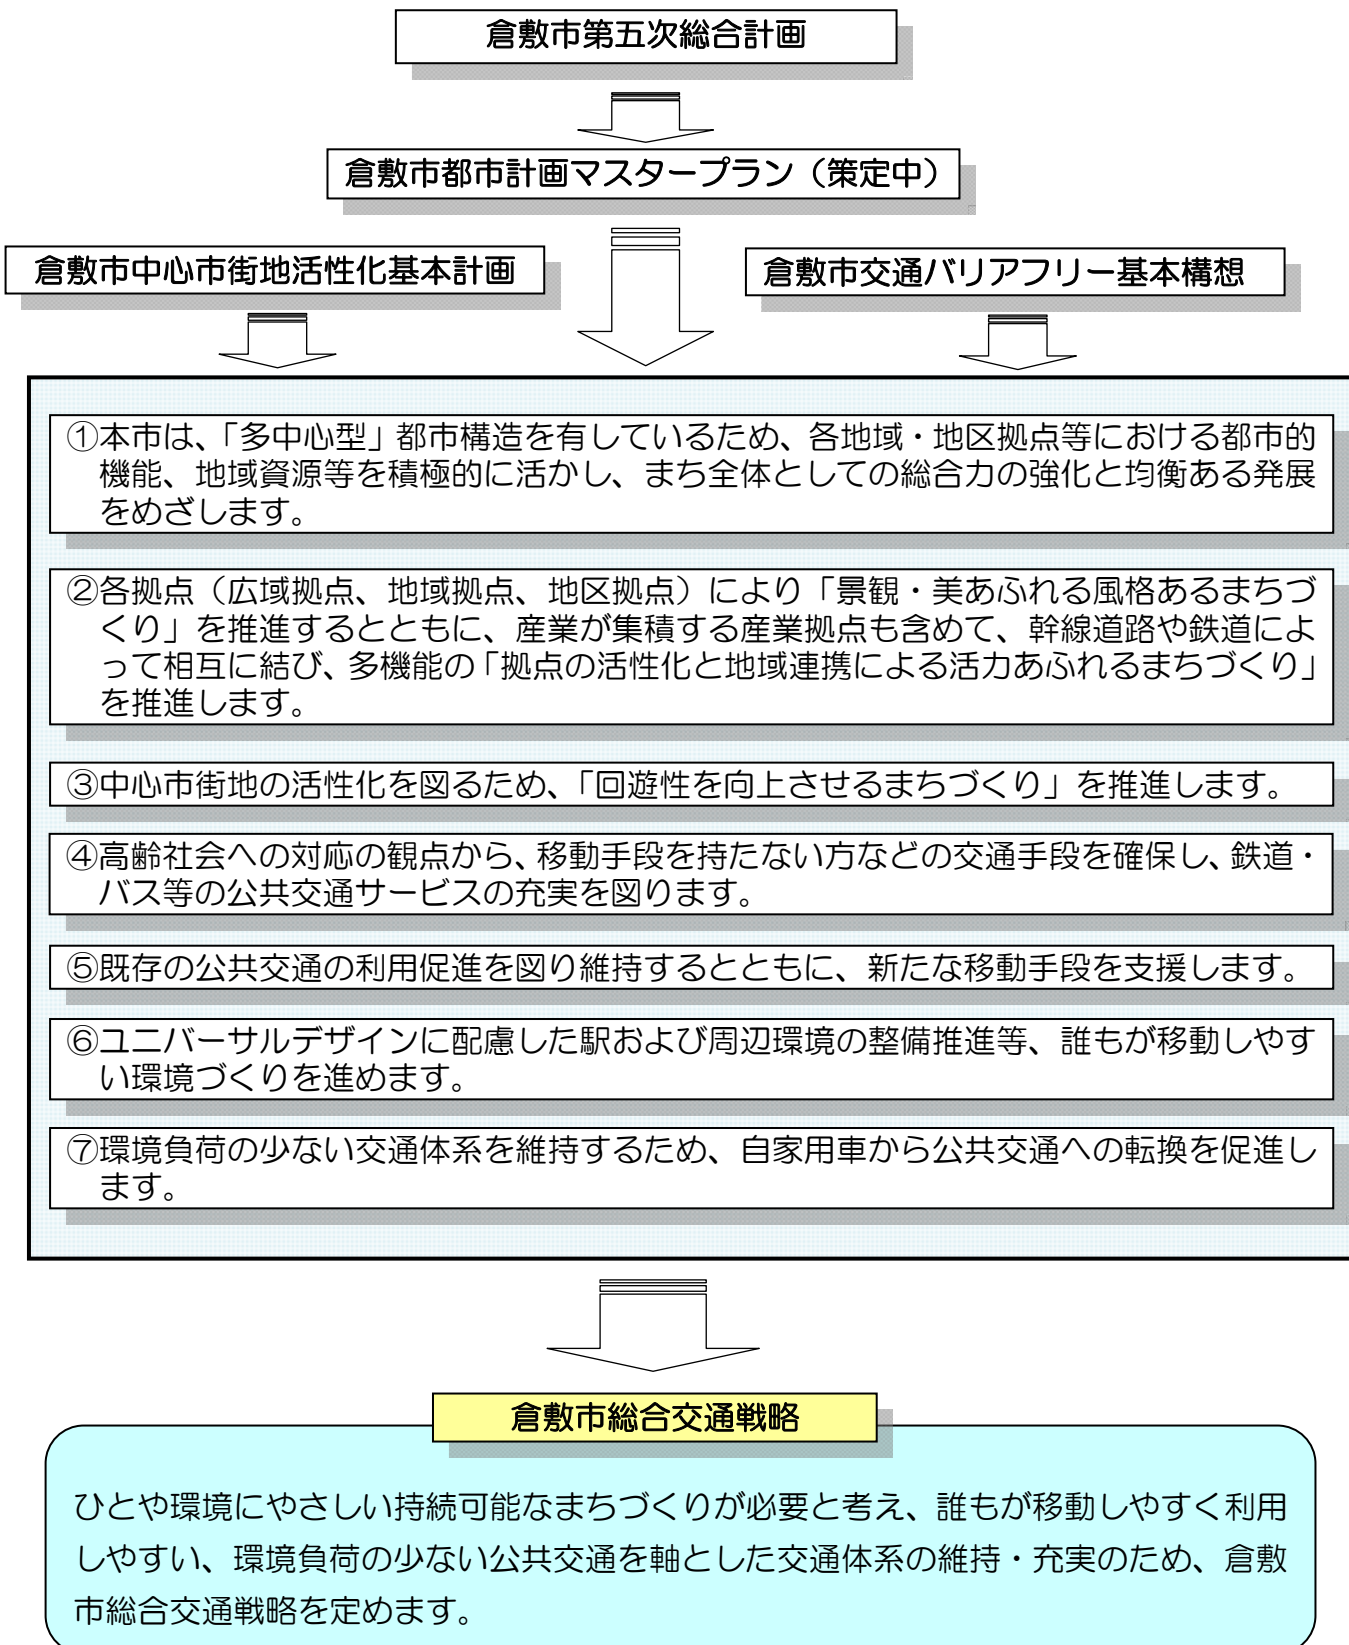 倉敷市第五次総合計画
倉敷市都市計画マスタープラン（策定中）
倉敷市中心市街地活性化基本計画
倉敷市交通バリアフリー基本構想
①本市は、「多中心型」都市構造を有しているため、各地域・地区拠点等における都市的
機能、地域資源等を積極的に活かし、まち全体としての総合力の強化と均衡ある発展
をめざします。
②各拠点（広域拠点、地域拠点、地区拠点）により「景観・美あふれる風格あるまちづ
くり」を推進するとともに、産業が集積する産業拠点も含めて、幹線道路や鉄道によ
って相互に結び、多機能の「拠点の活性化と地域連携による活力あふれるまちづくり」
を推進します。
③中心市街地の活性化を図るため、「回遊性を向上させるまちづくり」を推進します。
④高齢社会への対応の観点から、移動手段を持たない方などの交通手段を確保し、鉄道・
バス等の公共交通サービスの充実を図ります。
⑤既存の公共交通の利用促進を図り維持するとともに、新たな移動手段を支援します。
⑥ユニバーサルデザインに配慮した駅および周辺環境の整備推進等、誰もが移動しやす
い環境づくりを進めます。
⑦環境負荷の少ない交通体系を維持するため、自家用車から公共交通への転換を促進し
ます。
倉敷市総合交通戦略
ひとや環境にやさしい持続可能なまちづくりが必要と考え、誰もが移動しやすく利用
しやすい、環境負荷の少ない公共交通を軸とした交通体系の維持・充実のため、倉敷
市総合交通戦略を定めます。